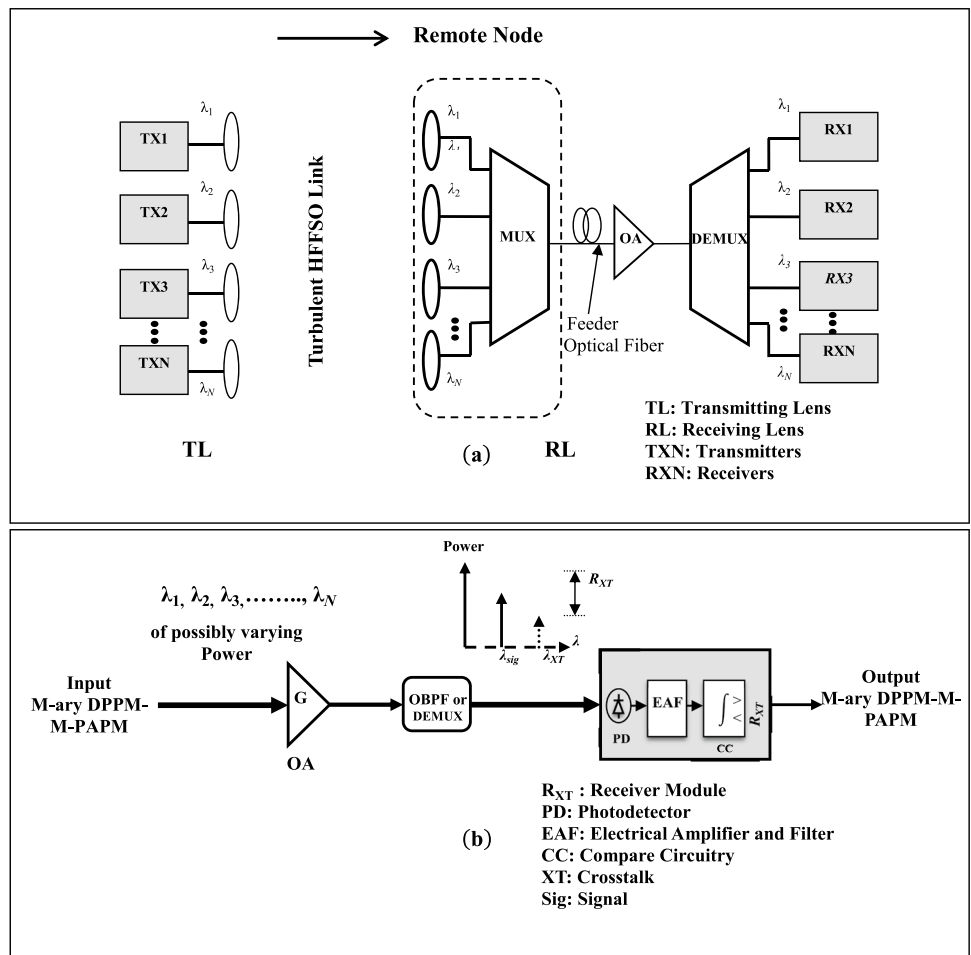 Remote Node
λ1
TX1
λ2
TX2
λ3
TX3
TXN
λN
TL
Turbulent HFFSO Link
λ1
λ2
λ3
λN
MUX
RL
OA
Feeder
Optical Fiber
DEMUX
λ1
RX1
λ2
RX2
λ3
RX3
RXN
λN
TL: Transmitting Lens
RL: Receiving Lens
TXN: Transmitters
RXN: Receivers
(a)
Power
RXT
λ
λsig
λXT
λ1, λ2, λ3,........., λN
of possibly varying
Power
Input
M-ary DPPM-
M-PAPM
G
OA
OBPF or
DEMUX
PD
EAF
∫ > <
CC
RXT
Output
M-ary DPPM-M-
PAPM
RXT : Receiver Module
PD: Photodetector
EAF: Electrical Amplifier and Filter
CC: Compare Circuitry
XT: Crosstalk
Sig: Signal
(b)